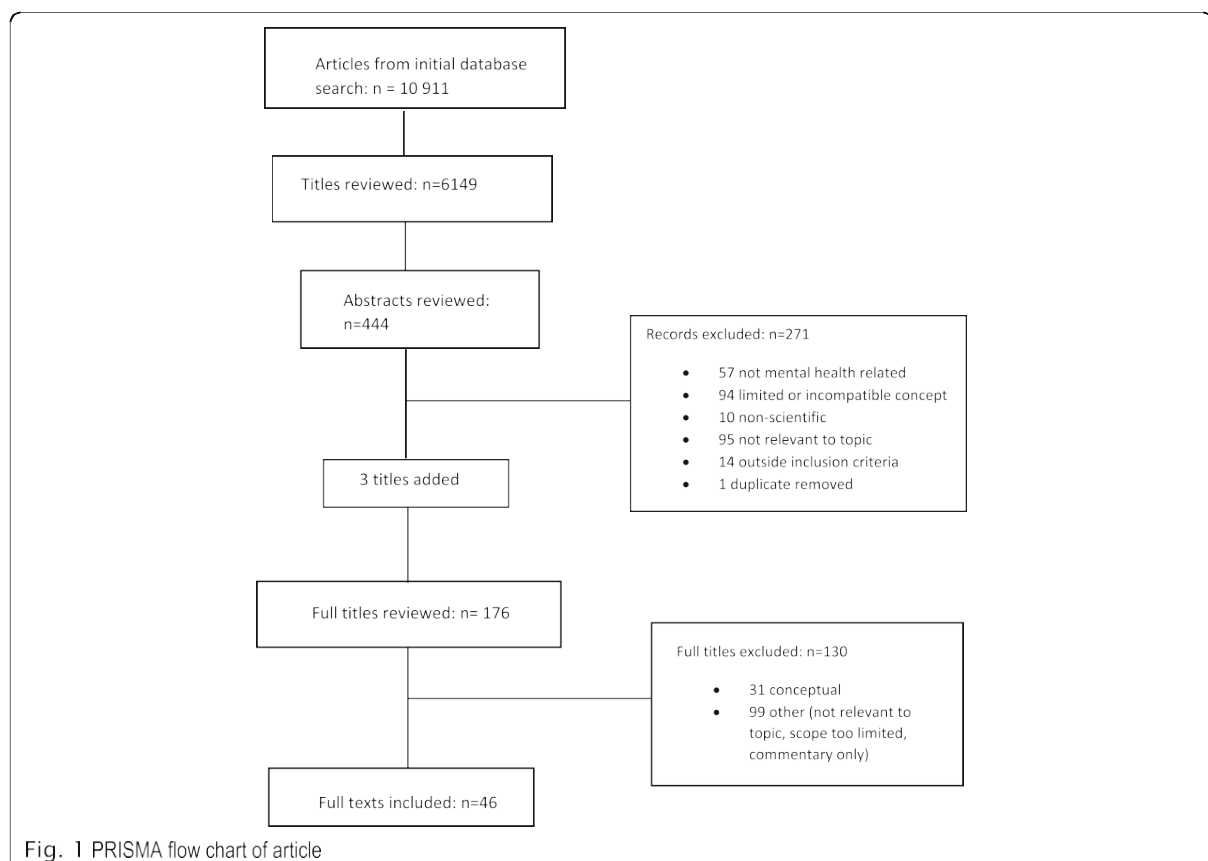 Articles from initial database
search: n = 10 911
Titles reviewed: n=6149
Abstracts reviewed:
n=444
Records excluded: n=271
• 57 not mental health related
• 94 limited or incompatible concept
• 10 non-scientific
• 95 not relevant to topic
• 14 outside inclusion criteria
• 1 duplicate removed
3 titles added
Full titles reviewed: n= 176
Full titles excluded: n=130
• 31 conceptual
• 99 other (not relevant to
topic, scope too limited,
commentary only)
Full texts included: n=46
Fig. 1 PRISMA flow chart of article